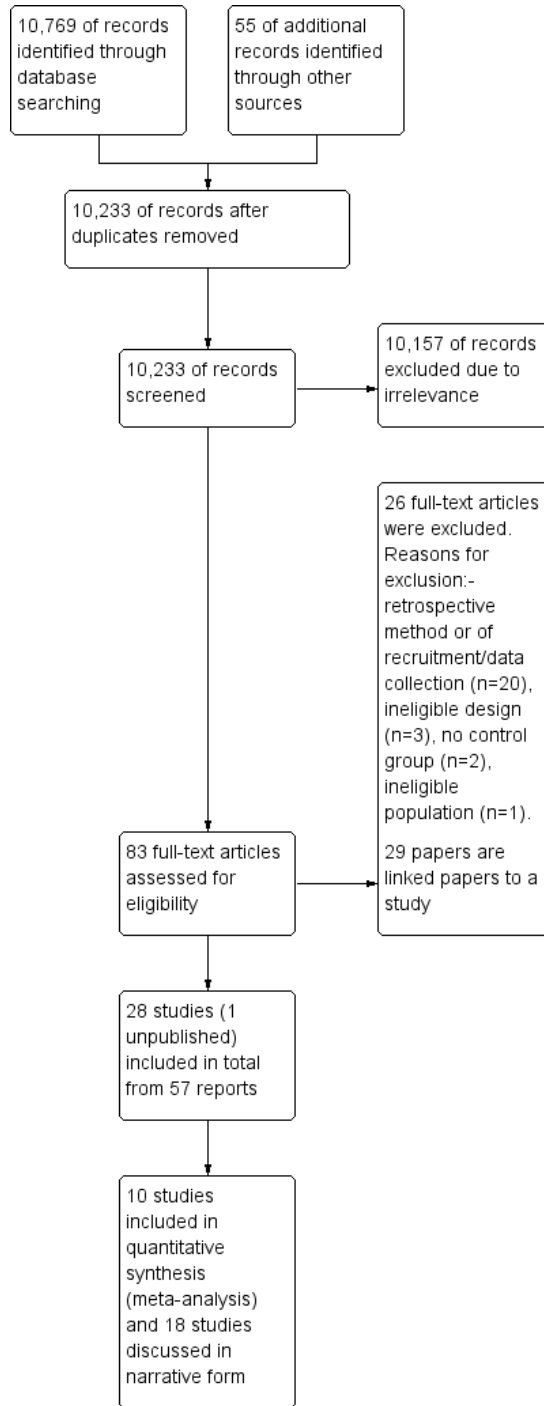 10,769 of records
identified through
database
searching
55 of additional
records identified
through other
sources
10,233 of records after
duplicates removed
10,233 of records
screened
10,157 of records
excluded due to
irrelevance
26 full-text articles
were excluded.
Reasons for
exclusion:-
retrospective
method or of
recruitment/data
collection (n=20),
ineligible design
(n=3), no control
group (n=2),
ineligible
population (n=1).
29 papers are
linked papers to a
study
83 full-text articles
assessed for
eligibility
28 studies (1
unpublished)
included in total
from 57 reports
10 studies
included in
quantitative
synthesis
(meta-analysis)
and 18 studies
discussed in
narrative form